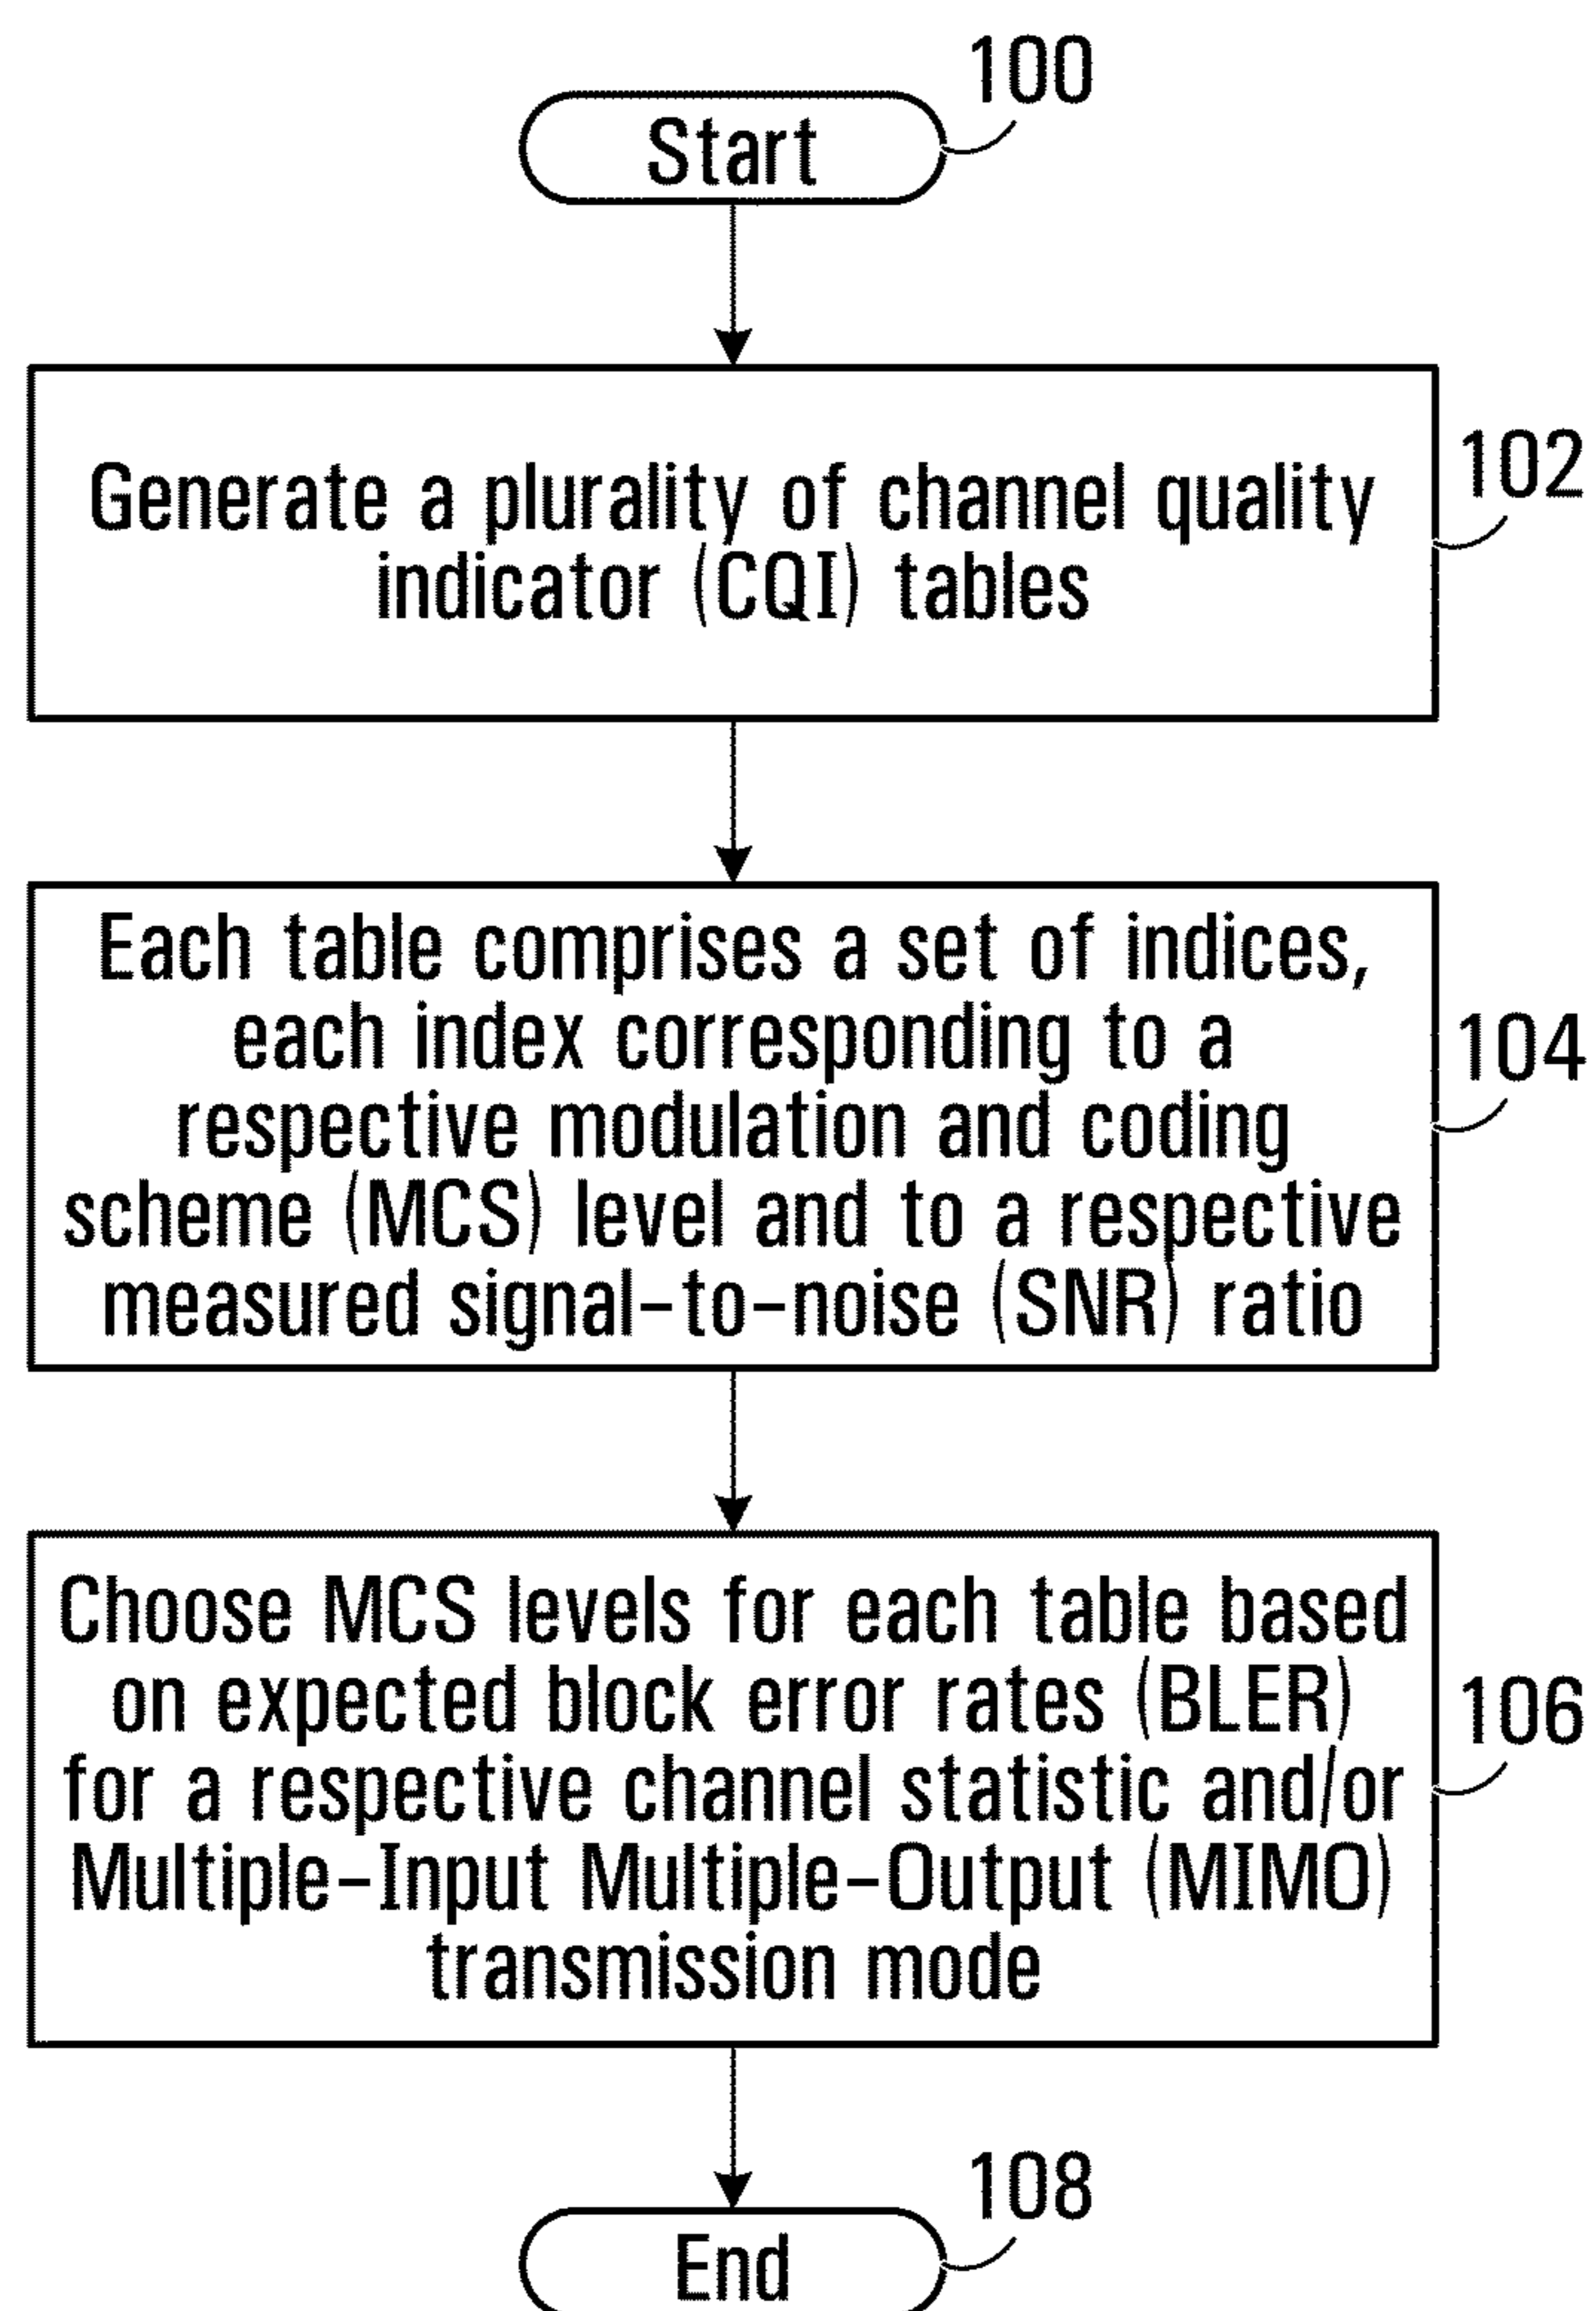 100
Start
Generate a plurality of channel quality
indicator (CQI) tables
102
Each table comprises a set of indices,
each index corresponding to a
respective modulation and coding
scheme (MCS) level and to a respective
measured signal-to-noise (SNR) ratio
104
Choose MCS levels for each table based
on expected block error rates (BLER)
for a respective channel statistic and/or
Multiple-Input Multiple-Output (MIMO)
transmission mode
106
108
End